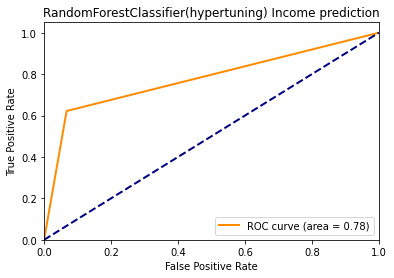 RandomForestClassifier(hypertuning) Income prediction
True Positive Rate
1.0
0.8
0.6
0.4
0.2
0.0
0.0 0.2 0.4 0.6 0.8 1.0
False Positive Rate
ROC curve (area = 0.78)